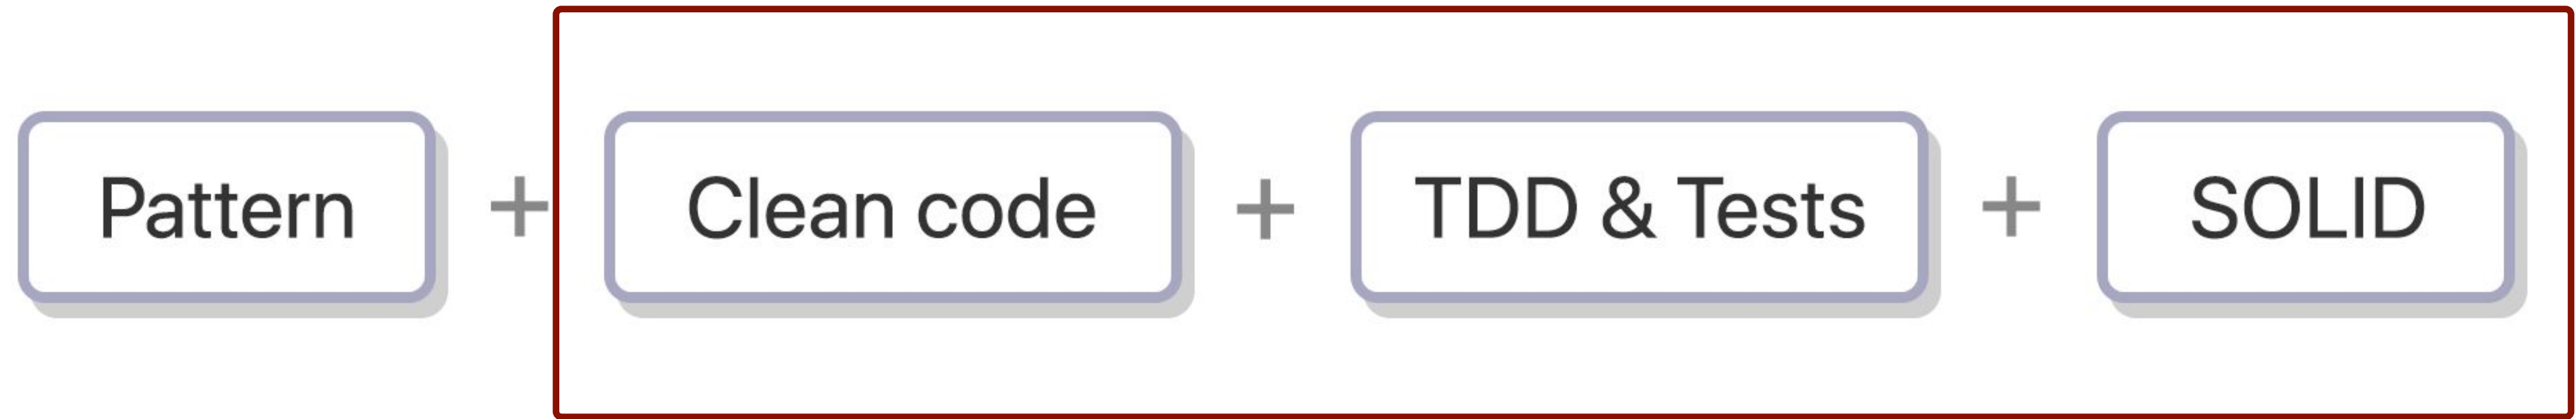 Pattern + Clean code + TDD & Tests + SOLID